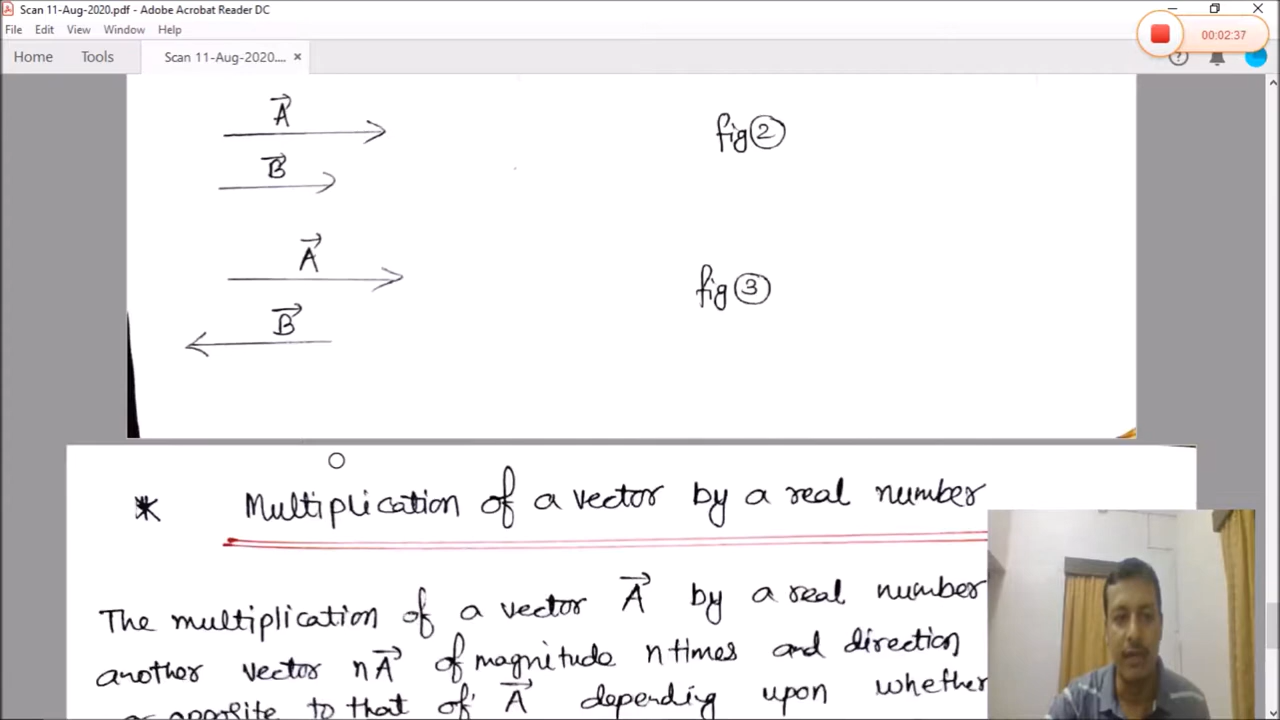 Scan 11-Aug-2020.pdf - Adobe Acrobat Reader DC
File Edit View Window Help
00:02:37
Home Tools Scan 11-Aug-2020.... ×
A
fig 2
B
A
fig 3
B
* Multiplication of a vector by a real number
The multiplication of a vector A by a real number
another vector nA of magnitude n times and direction
opposite to that of A depending upon whether